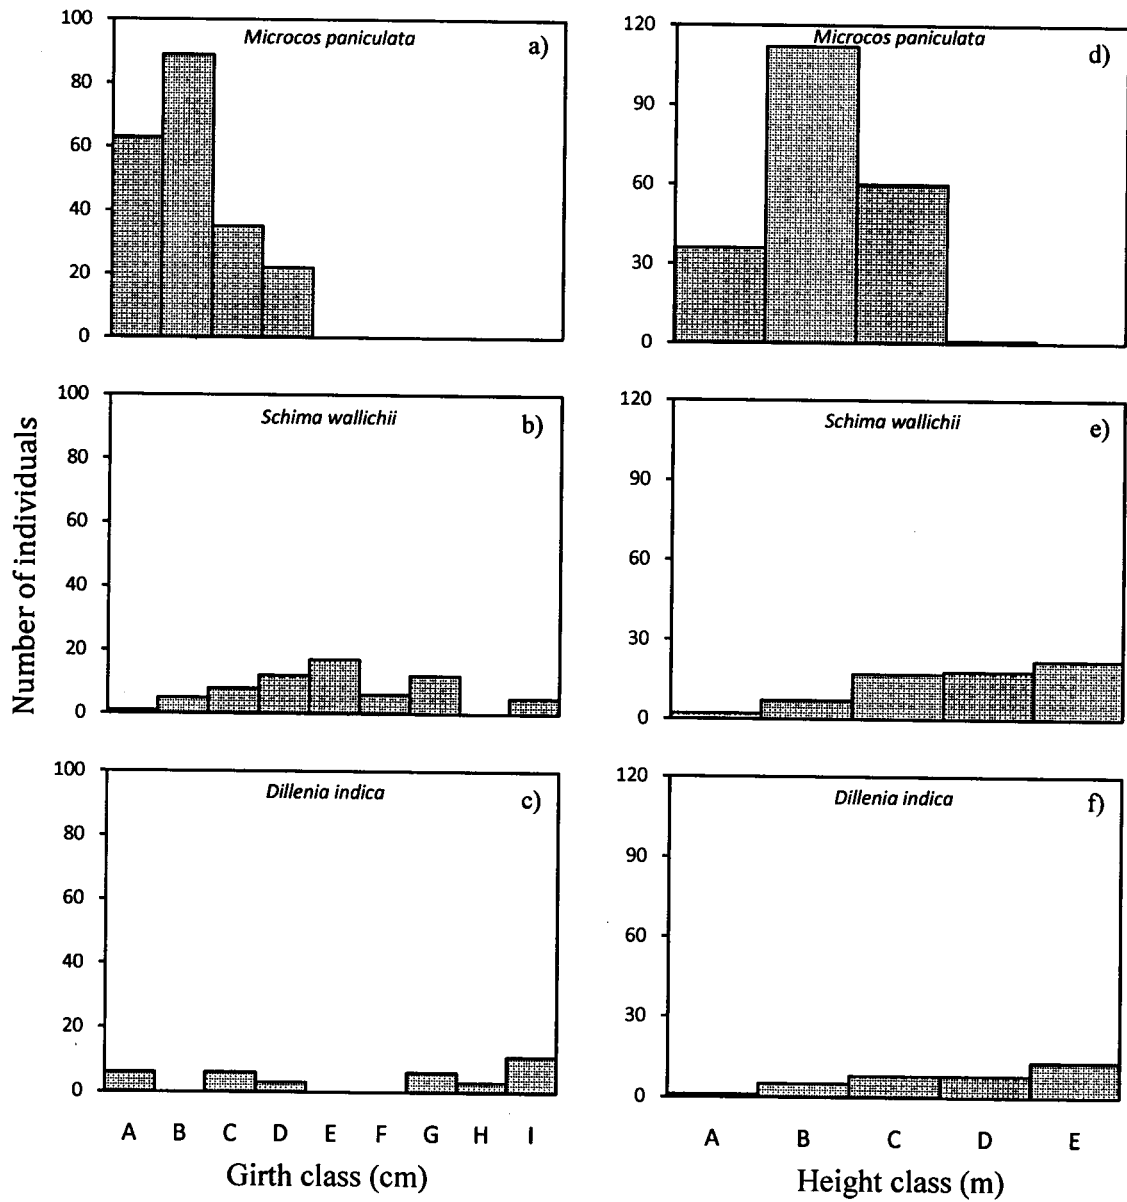 Number of individuals
100
80
60
40
20
0
Microcos paniculata
a)
120
90
60
30
0
Microcos paniculata
d)
100
80
60
40
20
0
Schima wallichii
b)
120
90
60
30
0
Schima wallichii
e)
100
80
60
40
20
0
Dillenia indica
c)
120
90
60
30
0
Dillenia indica
f)
A B C D E F G H I
Girth class (cm)
A B C D E
Height class (m)